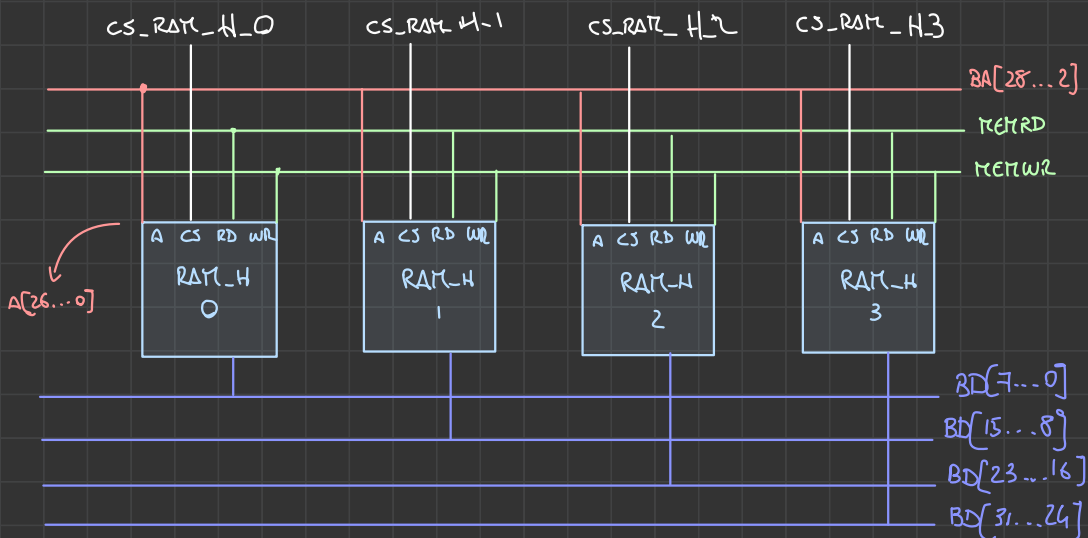 CS_RAM_H_0 CS_RAM_H-1 CS_RAM_H_2 CS_RAM_H_3
BA[28...2]
MEMRD
MEMWR
A CS RD WR A CS RD WR A CS RD WR A CS RD WR
RAM_H RAM_H RAM_H RAM_H
0 1 2 3
A[26...0]
BD[7...0]
BD[15...8]
BD[23...16]
BD[31...24]